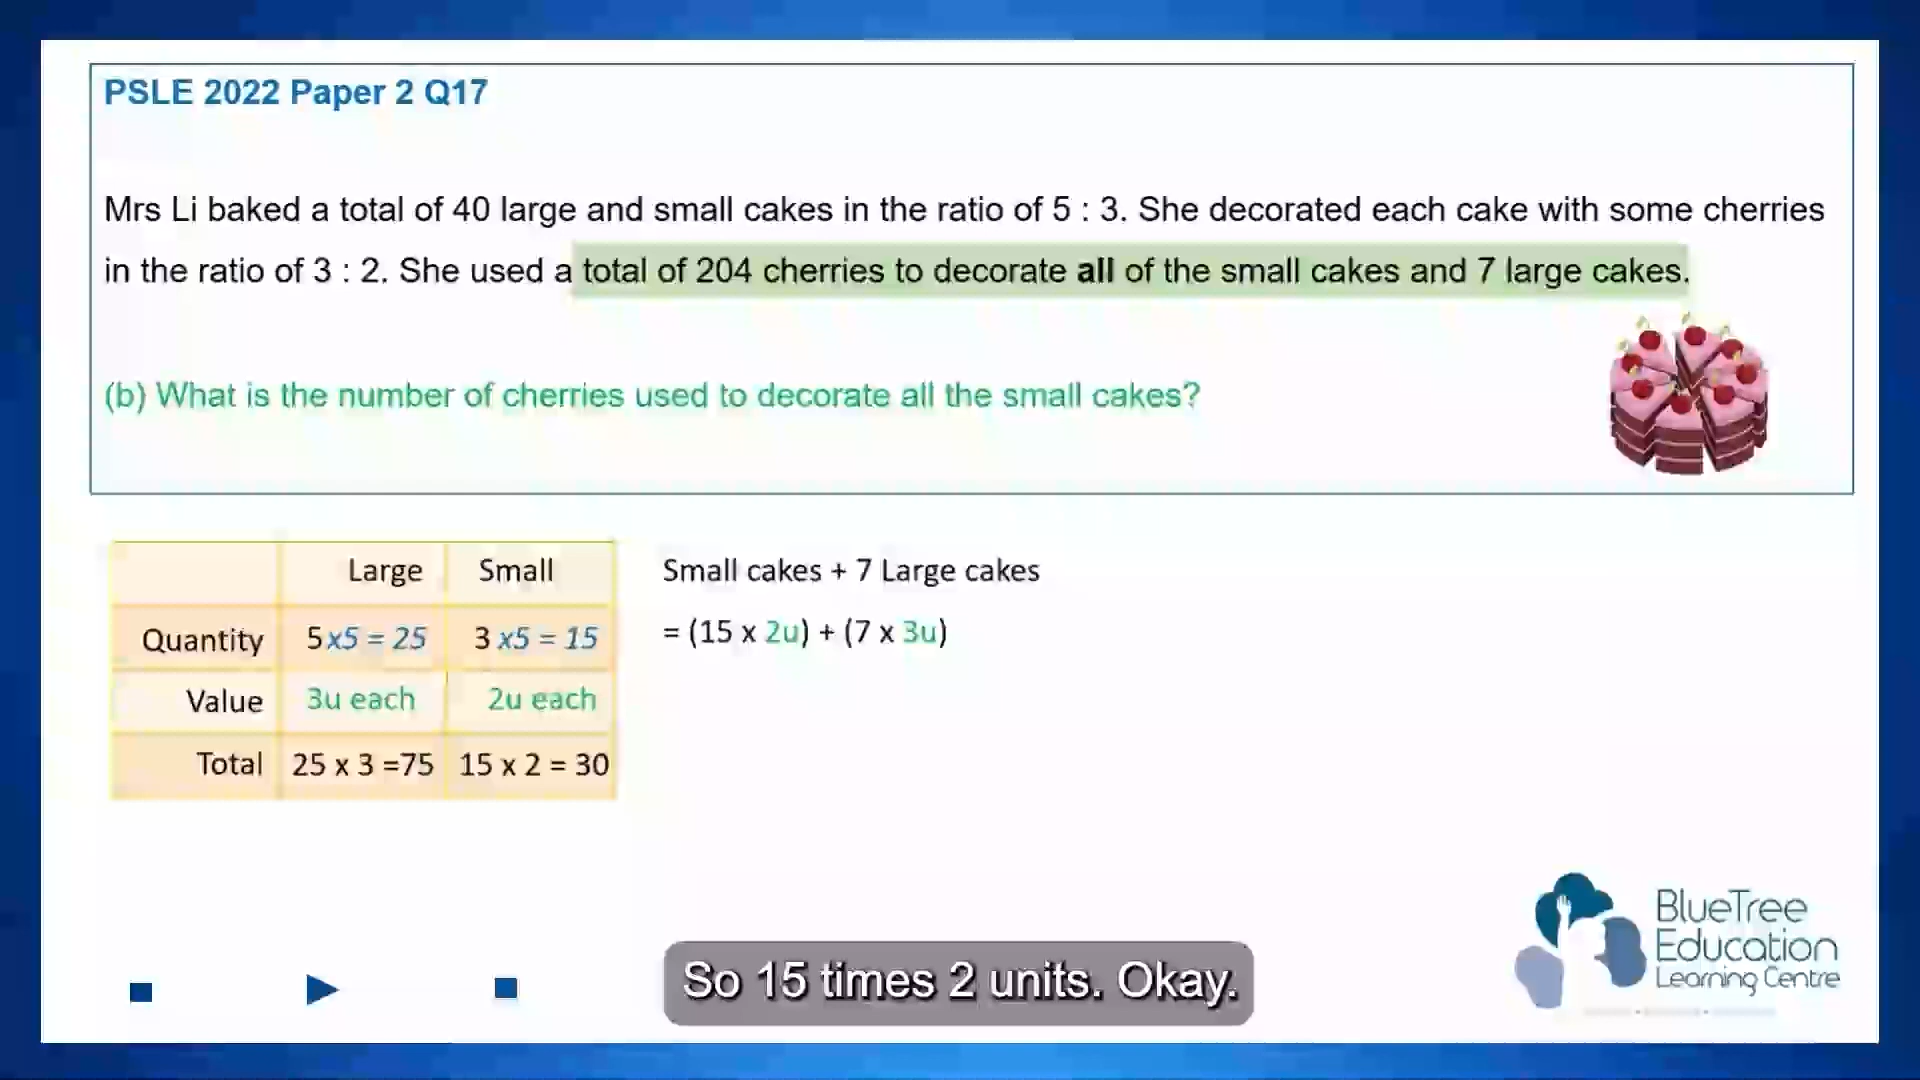 PSLE 2022 Paper 2 Q17
Mrs Li baked a total of 40 large and small cakes in the ratio of 5 : 3. She decorated each cake with some cherries
in the ratio of 3 : 2. She used a total of 204 cherries to decorate all of the small cakes and 7 large cakes.
(b) What is the number of cherries used to decorate all the small cakes?
Large Small
Quantity 5x5 = 25 3 x5 = 15
Value 3u each 2u each
Total 25 x 3 =75 15 x 2 = 30
Small cakes + 7 Large cakes
= (15 x 2u) + (7 x 3u)
So 15 times 2 units. Okay.
BlueTree
Education
Learning Centre